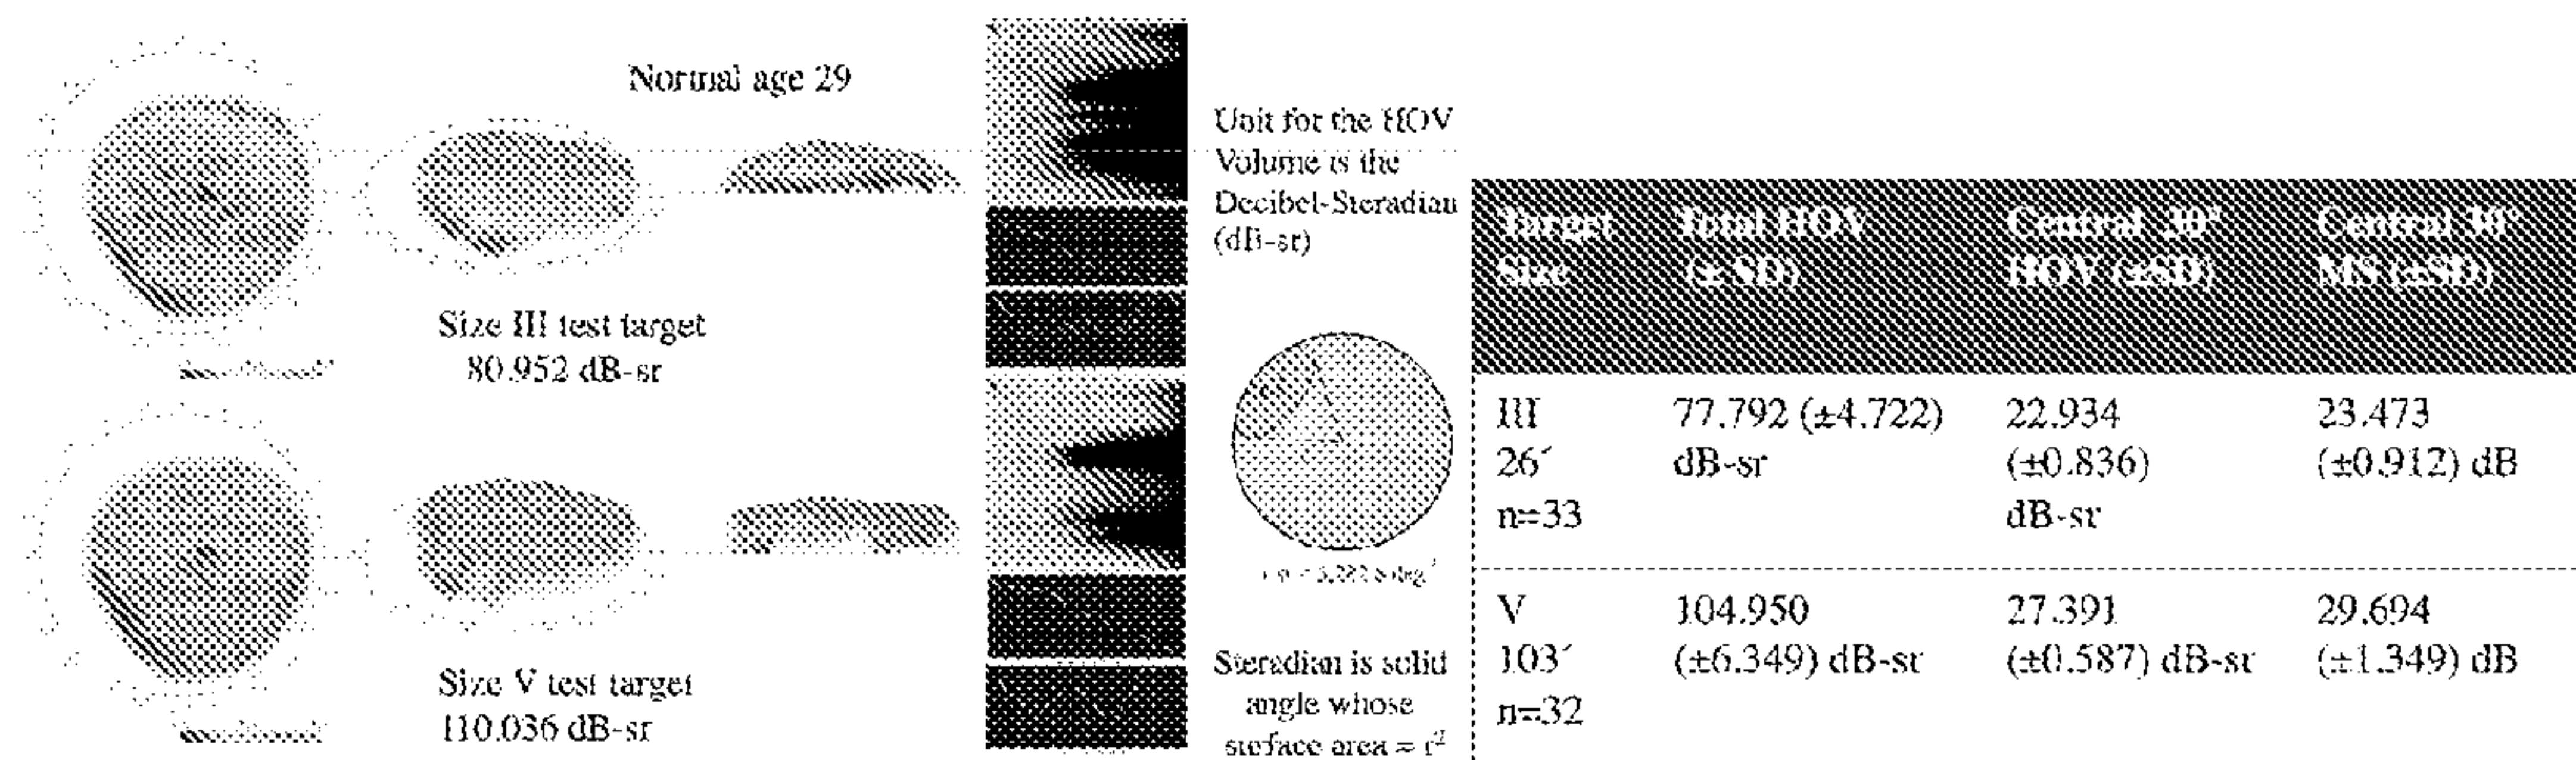 Normal age 29
Size III test target
80.952 dB-sr
Size V test target
110.036 dB-sr
Unit for the HOV
Volume is the
Decibel-Steradian
(dB-sr)
Steradian is solid
angle whose
surface area = r²
Target
Size
Total HOV
(± SD)
Central 30°
HOV (±SD)
Central 30°
MS (±SD)
III
26´
n=33
77.792 (±4.722)
dB-sr
22.934
(±0.836)
dB-sr
23.473
(±0.912) dB
V
103´
n=32
104.950
(±6.349) dB-sr
27.391
(±0.587) dB-sr
29.694
(±1.349) dB